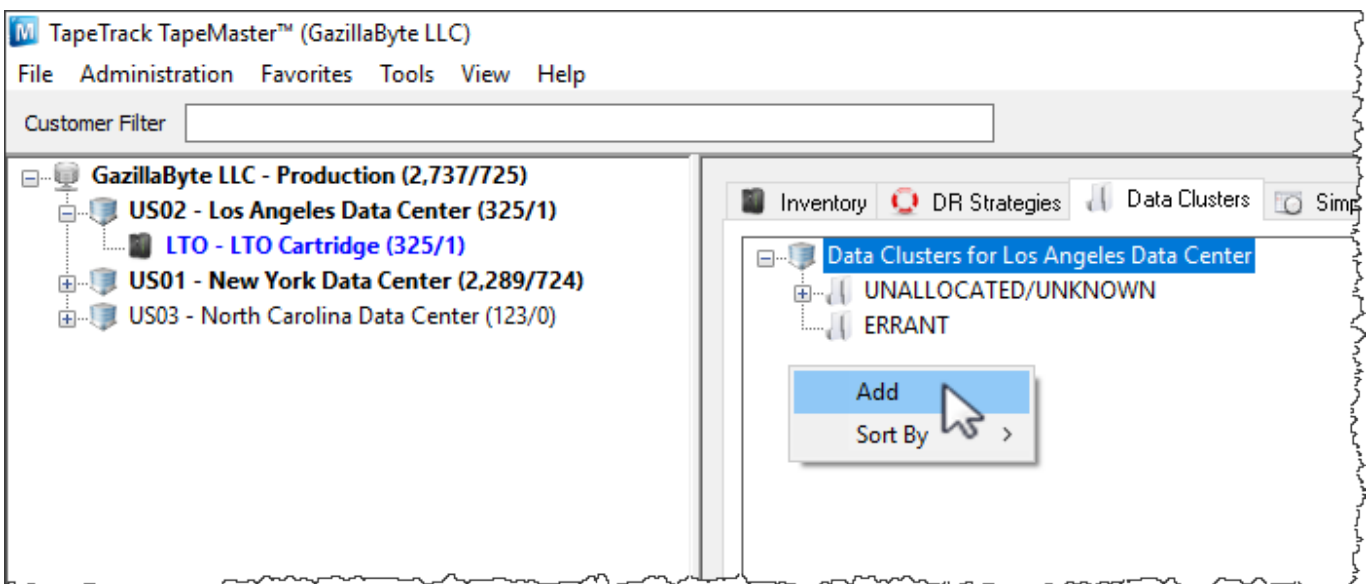 TapeTrack TapeMaster™ (GazillaByte LLC)
File Administration Favorites Tools View Help
Customer Filter
GazillaByte LLC - Production (2,737/725)
US02 - Los Angeles Data Center (325/1)
LTO - LTO Cartridge (325/1)
US01 - New York Data Center (2,289/724)
US03 - North Carolina Data Center (123/0)
Inventory DR Strategies Data Clusters
Data Clusters for Los Angeles Data Center
UNALLOCATED/UNKNOWN
ERRANT
Add
Sort By